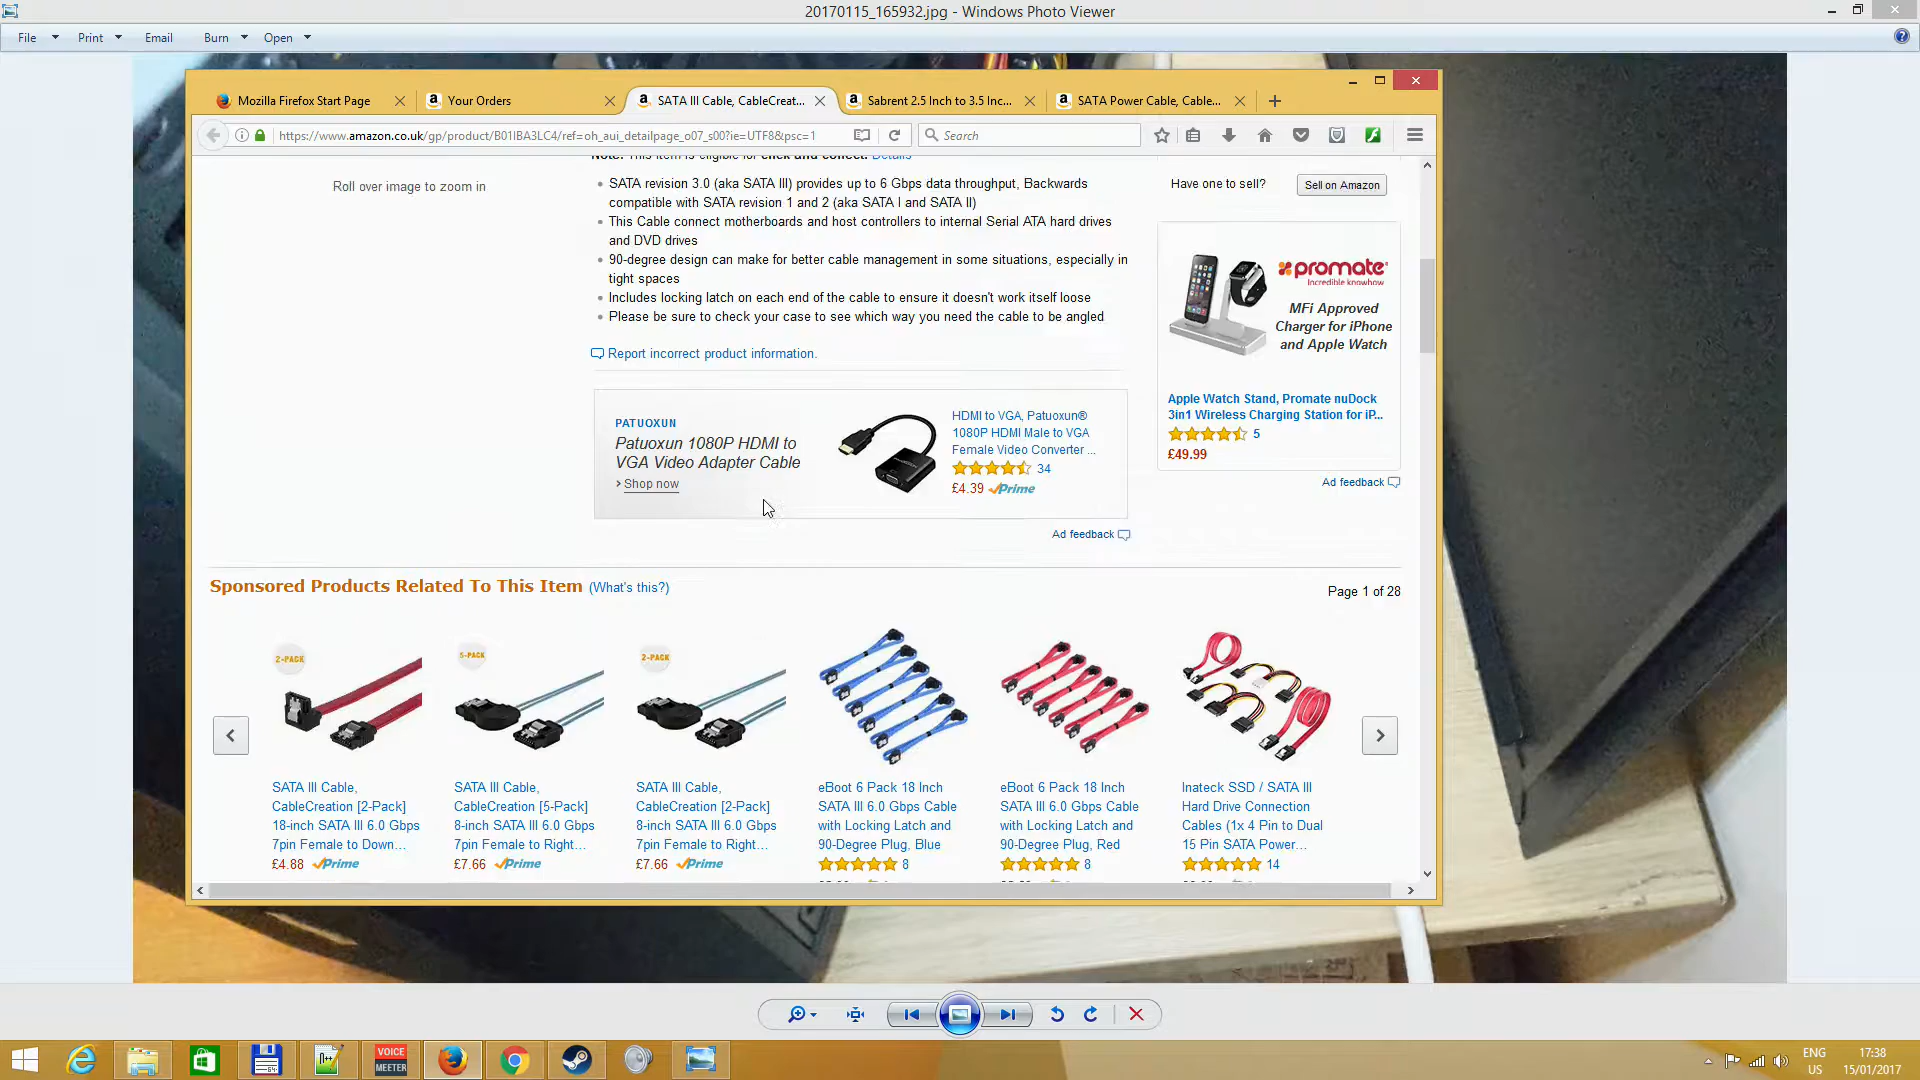 20170115_165932.jpg - Windows Photo Viewer
File
Print
Email
Burn
Open
Mozilla Firefox Start Page
Your Orders
SATA III Cable, CableCreat...
Sabrent 2.5 Inch to 3.5 Inc...
SATA Power Cable, Cable...
https://www.amazon.co.uk/gp/product/B01IBA3LC4/ref=oh_aui_detailpage_o07_s00?ie=UTF8&psc=1
Search
Note: This item is eligible for click and collect. Details
Roll over image to zoom in
SATA revision 3.0 (aka SATA III) provides up to 6 Gbps data throughput, Backwards
compatible with SATA revision 1 and 2 (aka SATA I and SATA II)
This Cable connect motherboards and host controllers to internal Serial ATA hard drives
and DVD drives
90-degree design can make for better cable management in some situations, especially in
tight spaces
Includes locking latch on each end of the cable to ensure it doesn't work itself loose
Please be sure to check your case to see which way you need the cable to be angled
Report incorrect product information.
Have one to sell?
Sell on Amazon
promate
Incredible knowhow
MFi Approved
Charger for iPhone
and Apple Watch
Apple Watch Stand, Promate nuDock
3in1 Wireless Charging Station for iP...
5
£49.99
Ad feedback
PATUOXUN
Patuoxun 1080P HDMI to
VGA Video Adapter Cable
Shop now
HDMI to VGA, Patuoxun®
1080P HDMI Male to VGA
Female Video Converter ...
34
£4.39 Prime
Ad feedback
Sponsored Products Related To This Item (What's this?)
Page 1 of 28
2-PACK
SATA III Cable,
CableCreation [2-Pack]
18-inch SATA III 6.0 Gbps
7pin Female to Down...
£4.88 Prime
5-PACK
SATA III Cable,
CableCreation [5-Pack]
8-inch SATA III 6.0 Gbps
7pin Female to Right...
£7.66 Prime
2-PACK
SATA III Cable,
CableCreation [2-Pack]
8-inch SATA III 6.0 Gbps
7pin Female to Right...
£7.66 Prime
eBoot 6 Pack 18 Inch
SATA III 6.0 Gbps Cable
with Locking Latch and
90-Degree Plug, Blue
8
eBoot 6 Pack 18 Inch
SATA III 6.0 Gbps Cable
with Locking Latch and
90-Degree Plug, Red
8
Inateck SSD / SATA III
Hard Drive Connection
Cables (1x 4 Pin to Dual
15 Pin SATA Power...
14
64
n++
VOICE
MEETER
ENG
US
17:38
15/01/2017